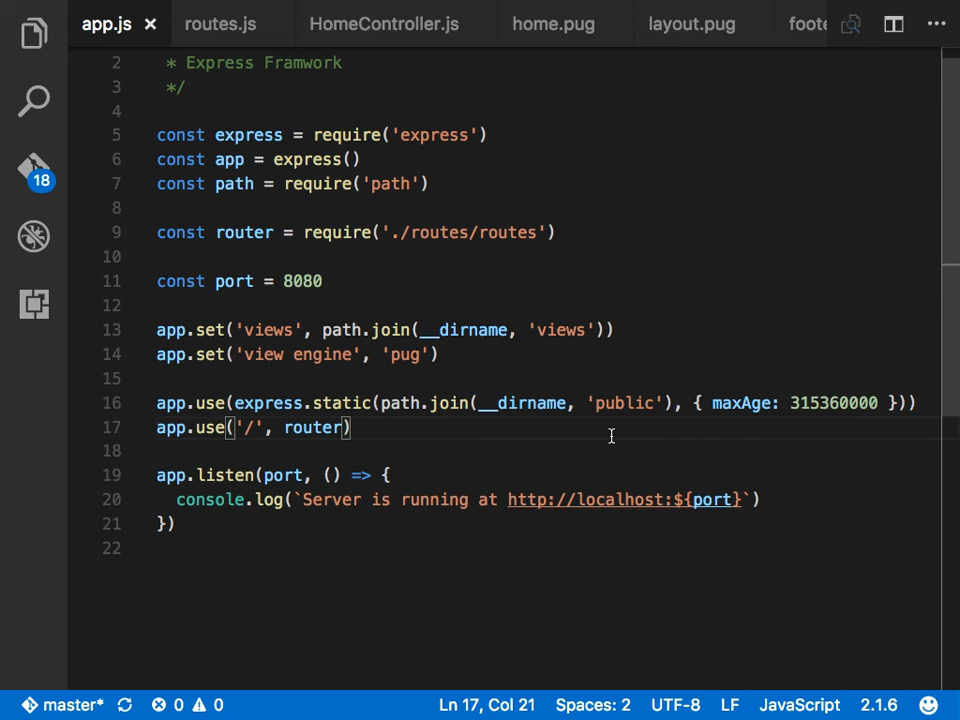 app.js × routes.js HomeController.js home.pug layout.pug foote
2 * Express Framwork
3 */
4
5 const express = require('express')
6 const app = express()
7 const path = require('path')
8
9 const router = require('./routes/routes')
10
11 const port = 8080
12
13 app.set('views', path.join(__dirname, 'views'))
14 app.set('view engine', 'pug')
15
16 app.use(express.static(path.join(__dirname, 'public'), { maxAge: 315360000 }))
17 app.use('/', router)
18
19 app.listen(port, () => {
20 console.log(`Server is running at http://localhost:${port}`)
21 })
22
18
master* 0 0 Ln 17, Col 21 Spaces: 2 UTF-8 LF JavaScript 2.1.6